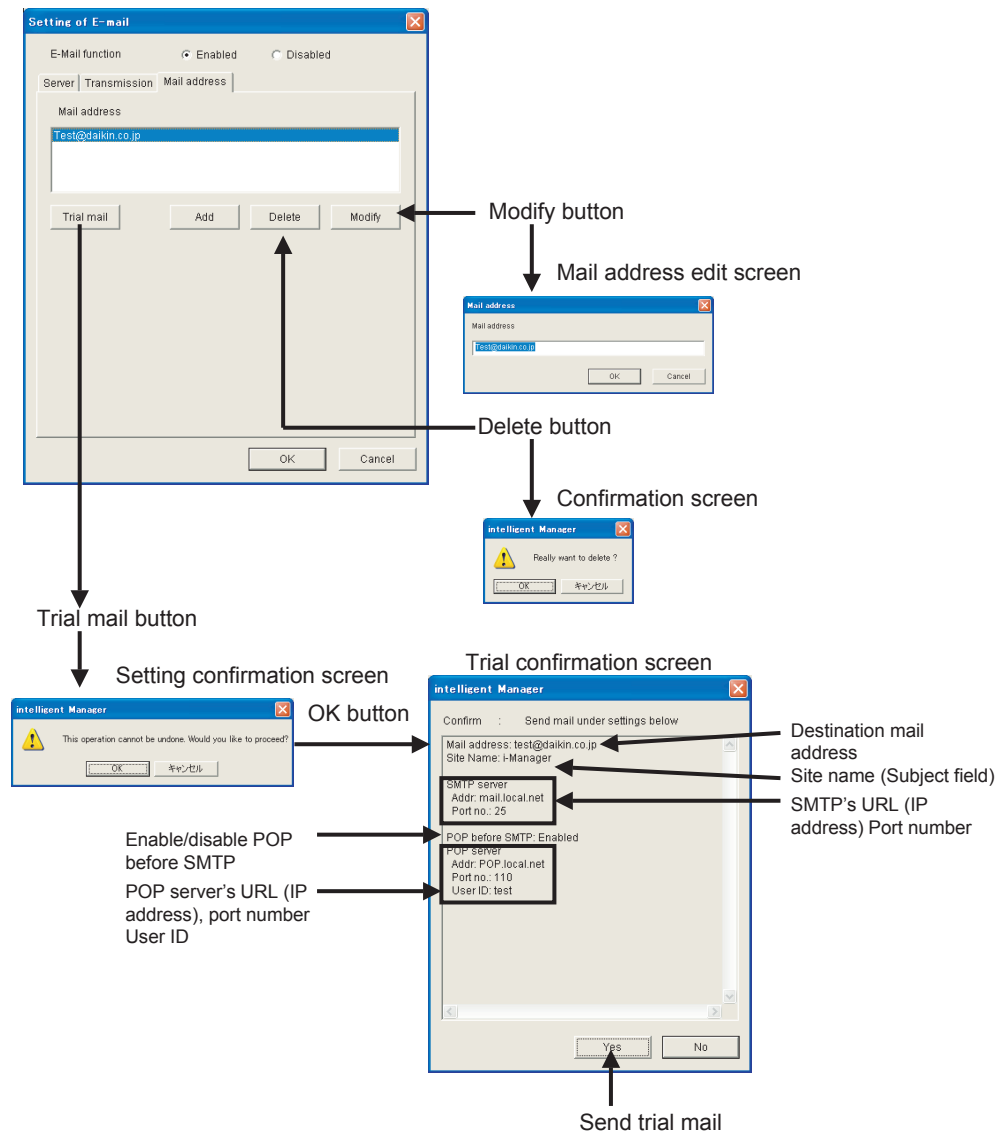 Setting of E-mail
E-Mail function Enabled Disabled
Server Transmission Mail address
Mail address
Test@daikin.co.jp
Trial mail Add Delete Modify
OK Cancel
Modify button
Mail address edit screen
Mail address
Mail address
Test@daikin.co.jp
OK Cancel
Delete button
Confirmation screen
intelligent Manager
Really want to delete ?
OK キャンセル
Trial mail button
Setting confirmation screen
intelligent Manager
This operation cannot be undone. Would you like to proceed?
OK キャンセル
OK button
Trial confirmation screen
intelligent Manager
Confirm : Send mail under settings below
Mail address: test@daikin.co.jp
Site Name: i-Manager
SMTP server
Addr: mail.local.net
Port no.: 25
POP before SMTP: Enabled
POP server
Addr: POP.local.net
Port no.: 110
User ID: test
Yes No
Destination mail
address
Site name (Subject field)
SMTP's URL (IP
address) Port number
Enable/disable POP
before SMTP
POP server's URL (IP
address), port number
User ID
Send trial mail